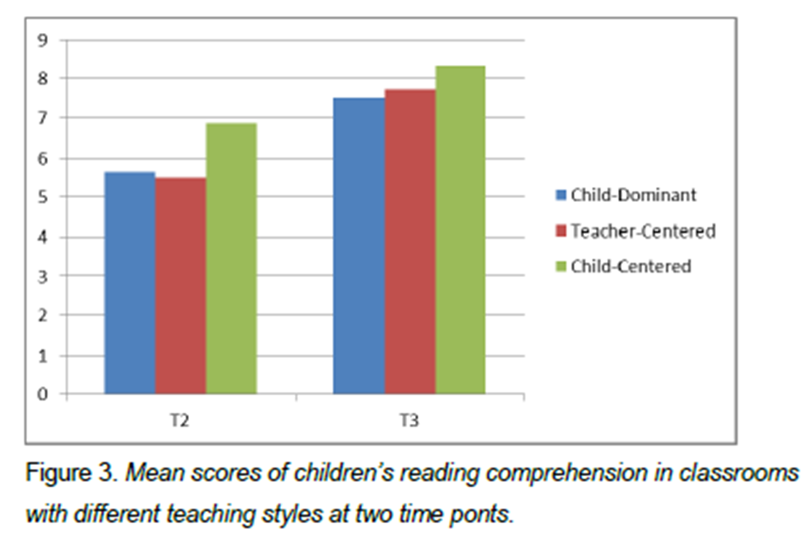 9
8
7
6
5
4
3
2
1
0
T2
T3
Child-Dominant
Teacher-Centered
Child-Centered
Figure 3. Mean scores of children's reading comprehension in classrooms
with different teaching styles at two time ponts.